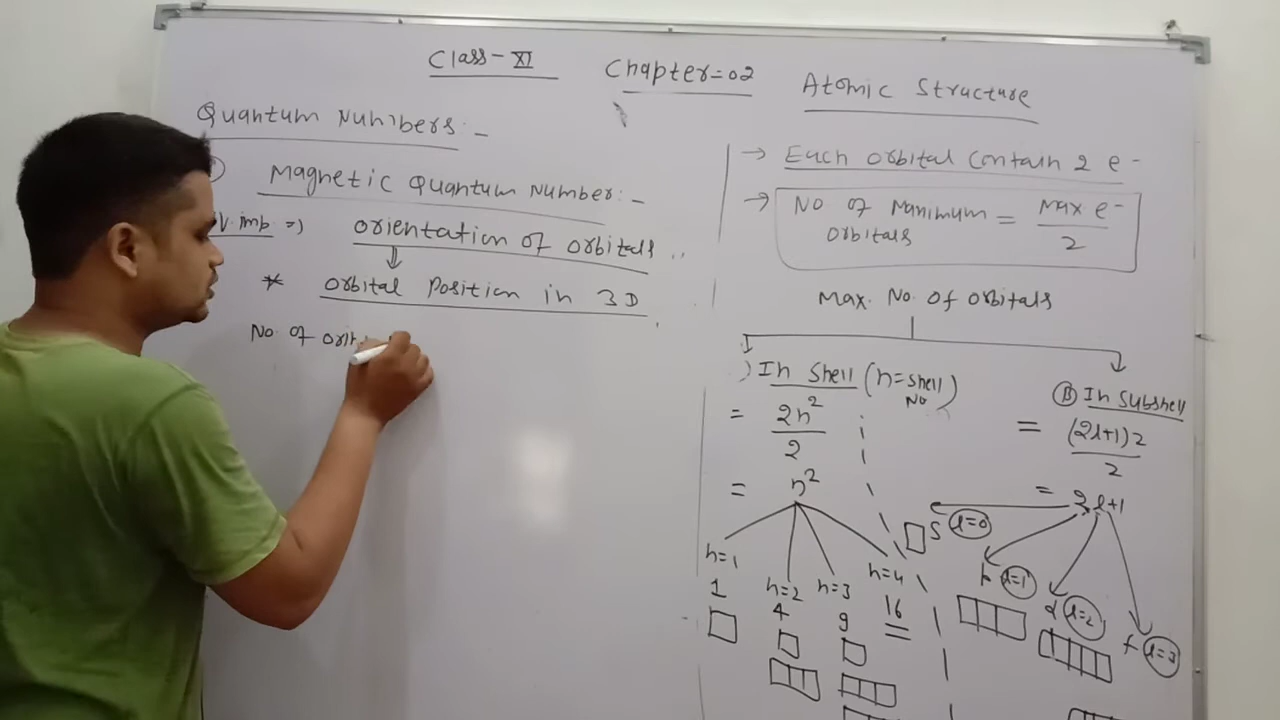 Class-XI Chapter=02 Atomic Structure
Quantum Numbers:-
Magnetic Quantum Number:-
V.imp => orientation of orbitals
* orbital Position in 3D
No. of
→ Each orbital Contain 2 e-
→ No of Maximum orbitals = Max e- / 2
Max. No. Of orbitals
) In Shell (n=shell No)
= 2n² / 2
= n²
n=1
1
n=2
4
n=3
9
n=4
16
(B) In Subshell
= (2l+1)2 / 2
= 2l+1
S l=0
p l=1
d l=2
f l=3